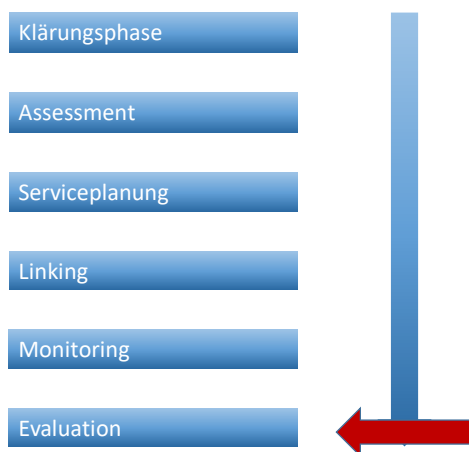 Klärungsphase
Assessment
Serviceplanung
Linking
Monitoring
Evaluation